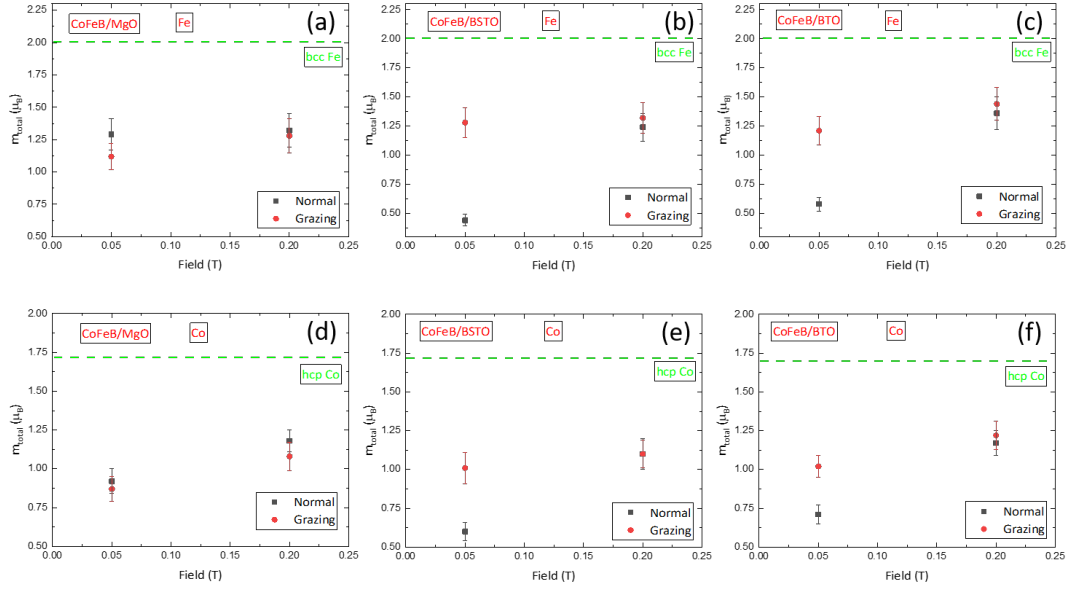 CoFeB/MgO Fe (a)
2.25
2.00
1.75
1.50
1.25
1.00
0.75
0.50
m_total (μ_B)
bcc Fe
Normal
Grazing
0.00 0.05 0.10 0.15 0.20 0.25
Field (T)
CoFeB/BSTO Fe (b)
2.25
2.00
1.75
1.50
1.25
1.00
0.75
0.50
m_total (μ_B)
bcc Fe
Normal
Grazing
0.00 0.05 0.10 0.15 0.20 0.25
Field (T)
CoFeB/BTO Fe (c)
2.25
2.00
1.75
1.50
1.25
1.00
0.75
0.50
m_total (μ_B)
bcc Fe
Normal
Grazing
0.00 0.05 0.10 0.15 0.20 0.25
Field (T)
CoFeB/MgO Co (d)
2.00
1.75
1.50
1.25
1.00
0.75
0.50
m_total (μ_B)
hcp Co
Normal
Grazing
0.00 0.05 0.10 0.15 0.20 0.25
Field (T)
CoFeB/BSTO Co (e)
2.00
1.75
1.50
1.25
1.00
0.75
0.50
m_total (μ_B)
hcp Co
Normal
Grazing
0.00 0.05 0.10 0.15 0.20 0.25
Field (T)
CoFeB/BTO Co (f)
2.00
1.75
1.50
1.25
1.00
0.75
0.50
m_total (μ_B)
hcp Co
Normal
Grazing
0.00 0.05 0.10 0.15 0.20 0.25
Field (T)